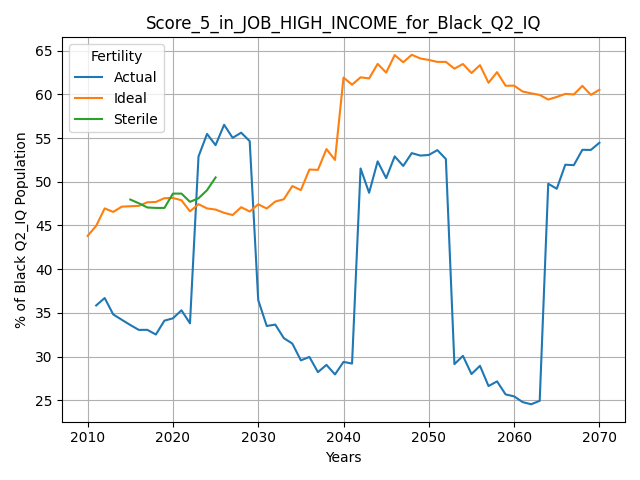 Score_5_in_JOB_HIGH_INCOME_for_Black_Q2_IQ
Fertility
Actual
Ideal
Sterile
% of Black Q2_IQ Population
65
60
55
50
45
40
35
30
25
2010 2020 2030 2040 2050 2060 2070
Years